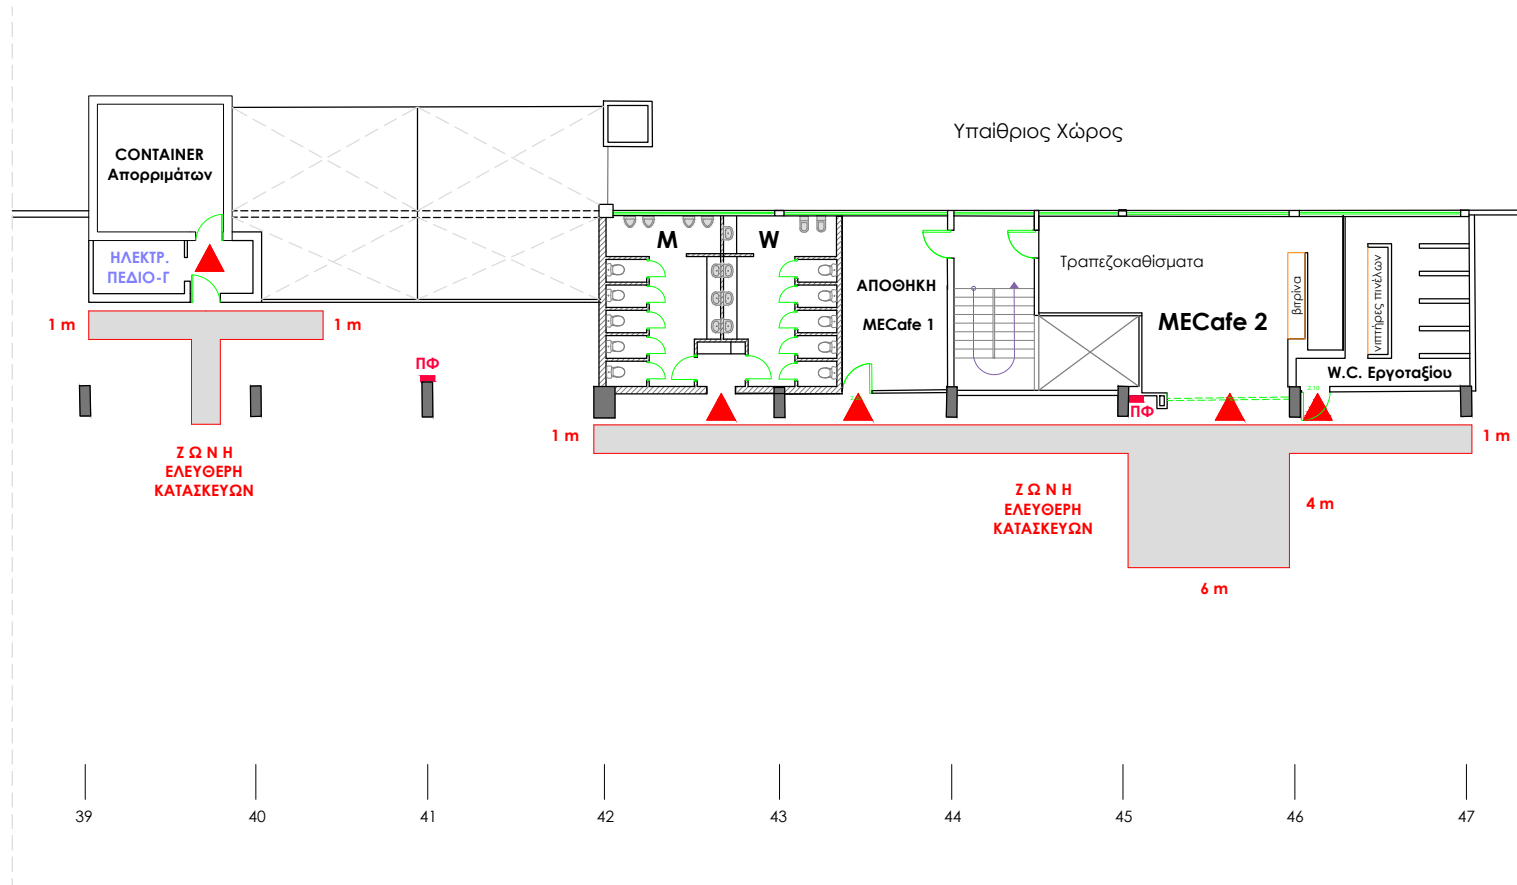 Υπαίθριος Χώρος
CONTAINER
Απορριμάτων
ΗΛΕΚΤΡ.
ΠΕΔΙΟ-Γ
M
W
ΑΠΟΘΗΚΗ
MECafe 1
Τραπεζοκαθίσματα
MECafe 2
βιτρίνα
νιπτήρες πινέλων
W.C. Εργοταξίου
1 m
1 m
ΠΦ
ΠΦ
1 m
1 m
Ζ Ω Ν Η
ΕΛΕΥΘΕΡΗ
ΚΑΤΑΣΚΕΥΩΝ
Ζ Ω Ν Η
ΕΛΕΥΘΕΡΗ
ΚΑΤΑΣΚΕΥΩΝ
4 m
6 m
39
40
41
42
43
44
45
46
47